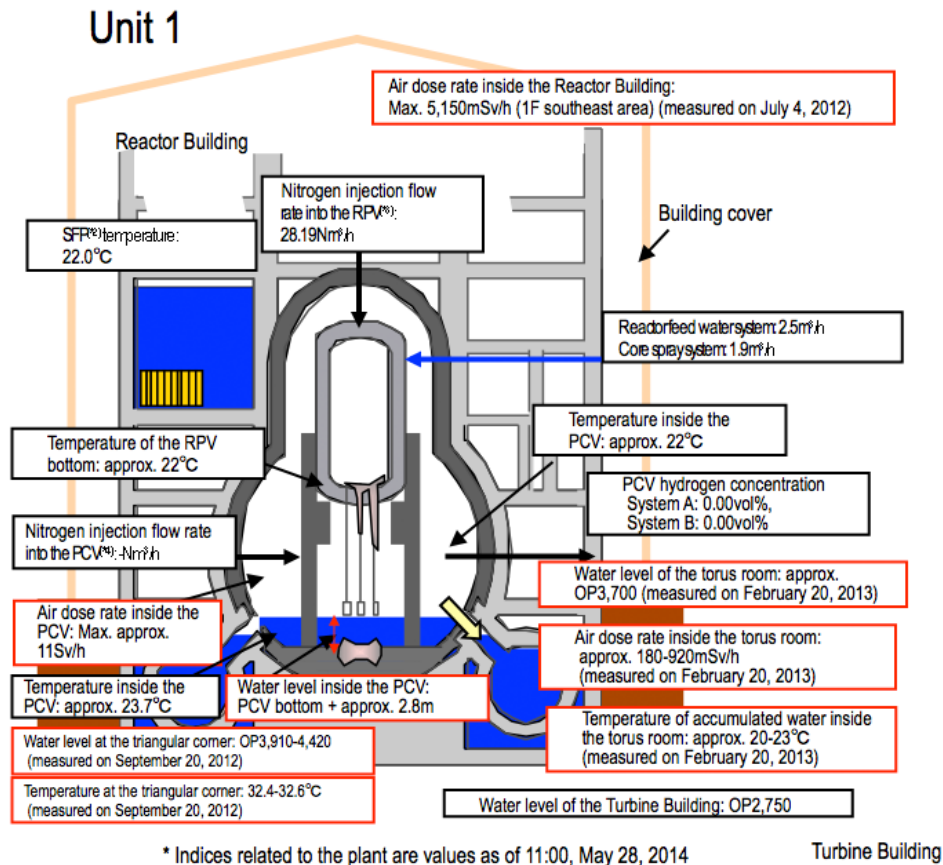 Unit 1
Air dose rate inside the Reactor Building:
Max. 5,150mSv/h (1F southeast area) (measured on July 4, 2012)
Reactor Building
Nitrogen injection flow
rate into the RPV(*3):
28.19Nm³/h
Building cover
SFP(*2) temperature:
22.0°C
Reactor feed water system: 2.5m³/h
Core spray system: 1.9m³/h
Temperature inside the
PCV: approx. 22°C
Temperature of the RPV
bottom: approx. 22°C
PCV hydrogen concentration
System A: 0.00vol%,
System B: 0.00vol%
Nitrogen injection flow rate
into the PCV(*4): -Nm³/h
Water level of the torus room: approx.
OP3,700 (measured on February 20, 2013)
Air dose rate inside the
PCV: Max. approx.
11Sv/h
Air dose rate inside the torus room:
approx. 180-920mSv/h
(measured on February 20, 2013)
Temperature inside the
PCV: approx. 23.7°C
Water level inside the PCV:
PCV bottom + approx. 2.8m
Temperature of accumulated water inside
the torus room: approx. 20-23°C
(measured on February 20, 2013)
Water level at the triangular corner: OP3,910-4,420
(measured on September 20, 2012)
Temperature at the triangular corner: 32.4-32.6°C
(measured on September 20, 2012)
Water level of the Turbine Building: OP2,750
* Indices related to the plant are values as of 11:00, May 28, 2014
Turbine Building